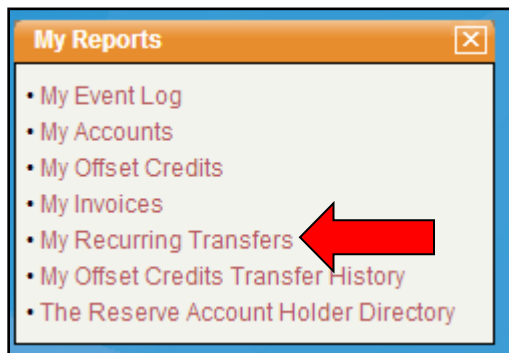 My Reports
• My Event Log
• My Accounts
• My Offset Credits
• My Invoices
• My Recurring Transfers
• My Offset Credits Transfer History
• The Reserve Account Holder Directory